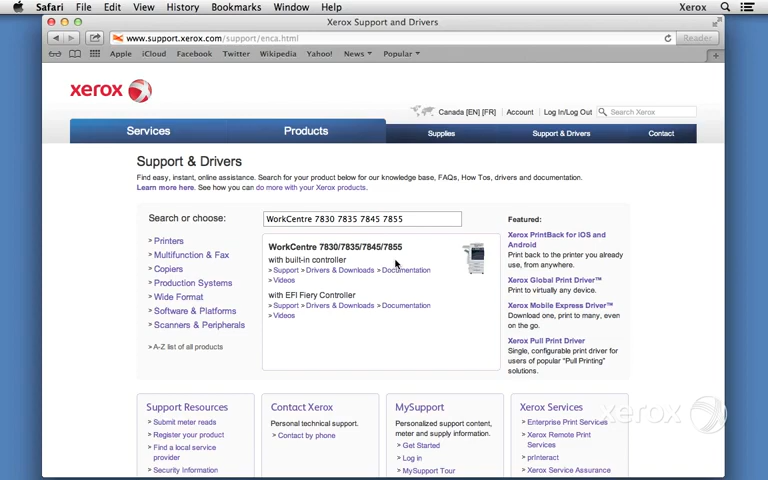 Safari File Edit View History Bookmarks Window Help Xerox
Xerox Support and Drivers
www.support.xerox.com/support/enca.html Reader
Apple iCloud Facebook Twitter Wikipedia Yahoo! News Popular
xerox
Canada [EN] [FR] Account Log In/Log Out Search Xerox
Services Products Supplies Support & Drivers Contact
Support & Drivers
Find easy, instant, online assistance. Search for your product below for our knowledge base, FAQs, How Tos, drivers and documentation.
Learn more here. See how you can do more with your Xerox products.
Search or choose: WorkCentre 7830 7835 7845 7855
> Printers
> Multifunction & Fax
> Copiers
> Production Systems
> Wide Format
> Software & Platforms
> Scanners & Peripherals
> A-Z list of all products
WorkCentre 7830/7835/7845/7855
with built-in controller
> Support > Drivers & Downloads > Documentation
> Videos
with EFI Fiery Controller
> Support > Drivers & Downloads > Documentation
> Videos
Featured:
Xerox PrintBack for iOS and
Android
Print back to the printer you already
use, from anywhere.
Xerox Global Print Driver™
Print to virtually any device.
Xerox Mobile Express Driver™
Download one, print to many, even
on the go.
Xerox Pull Print Driver
Single, configurable print driver for
users of popular "Pull Printing"
solutions.
Support Resources
> Submit meter reads
> Register your product
> Find a local service
provider
> Security Information
Contact Xerox
Personal technical support.
> Contact by phone
MySupport
Personalized support content,
meter and supply information.
> Get Started
> Log in
> MySupport Tour
Xerox Services
> Enterprise Print Services
> Xerox Remote Print
Services
> prInteract
> Xerox Service Assurance
xerox